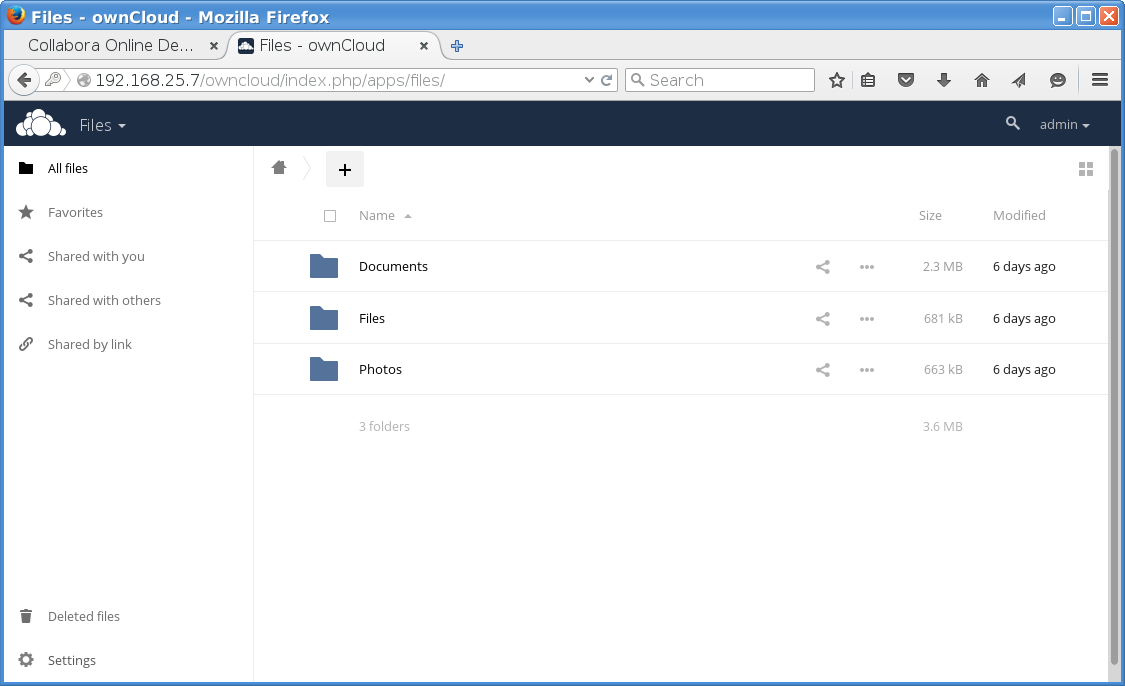 Files - ownCloud - Mozilla Firefox
Collabora Online De... Files - ownCloud
192.168.25.7/owncloud/index.php/apps/files/ Search
Files admin
All files
Favorites
Shared with you
Shared with others
Shared by link
Deleted files
Settings
Name Size Modified
Documents 2.3 MB 6 days ago
Files 681 kB 6 days ago
Photos 663 kB 6 days ago
3 folders 3.6 MB